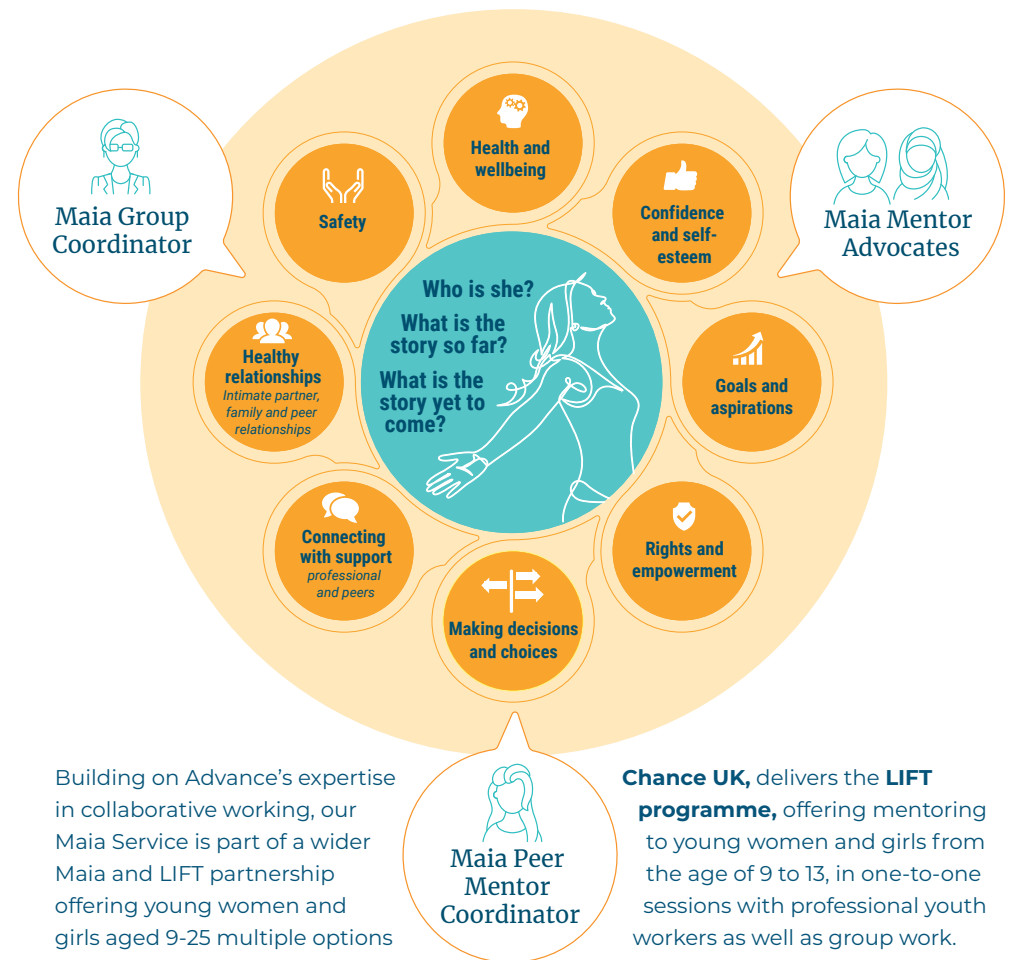 Maia Group
Coordinator
Maia Mentor
Advocates
Health and
wellbeing
Confidence
and self-
esteem
Goals and
aspirations
Rights and
empowerment
Making decisions
and choices
Connecting
with support
professional
and peers
Healthy
relationships
Intimate partner,
family and peer
relationships
Safety
Who is she?
What is the
story so far?
What is the
story yet to
come?
Maia Peer
Mentor
Coordinator
Building on Advance’s expertise
in collaborative working, our
Maia Service is part of a wider
Maia and LIFT partnership
offering young women and
girls aged 9-25 multiple options
Chance UK, delivers the LIFT
programme, offering mentoring
to young women and girls from
the age of 9 to 13, in one-to-one
sessions with professional youth
workers as well as group work.